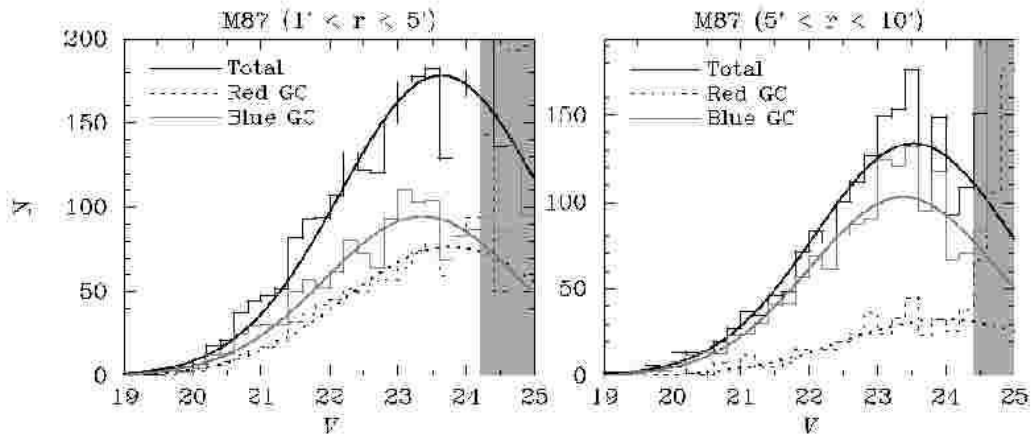 M87 (1' < r < 5')
200
150
100
50
0
N
Total
Red GC
Blue GC
19 20 21 22 23 24 25
V
M87 (5' < r < 10')
150
100
50
0
Total
Red GC
Blue GC
19 20 21 22 23 24 25
V